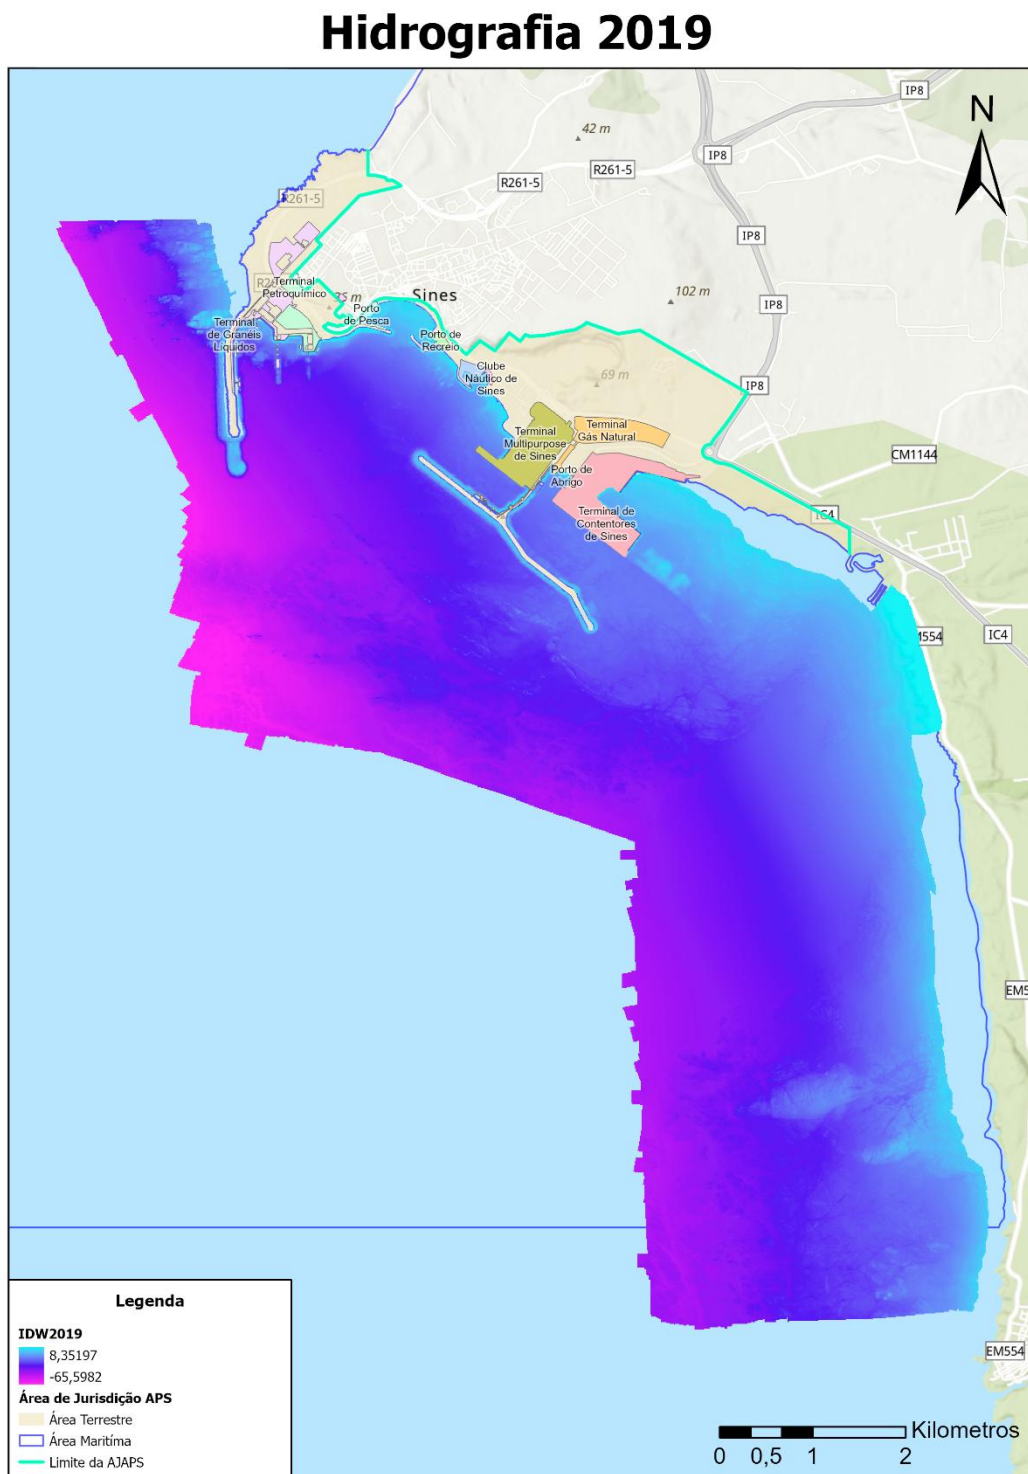 Hidrografia 2019
IP8
N
42 m
IP8
R261-5
R261-5
R261-5
IP8
Terminal
Petroquímico
102 m
Sines
IP8
Porto
de Pesca
Terminal
de Granéis
Líquidos
Porto de
Recreio
Clube
Naútico de
Sines
69 m
IP8
Terminal
Gás Natural
Terminal
Multipurpose
de Sines
CM1144
Porto de
Abrigo
Terminal de
Contentores
de Sines
IC4
IC4
EM554
Legenda
IDW2019
8,35197
-65,5982
Área de Jurisdição APS
Área Terrestre
Área Maritíma
Limite da AJAPS
Kilometros
0 0,5 1 2